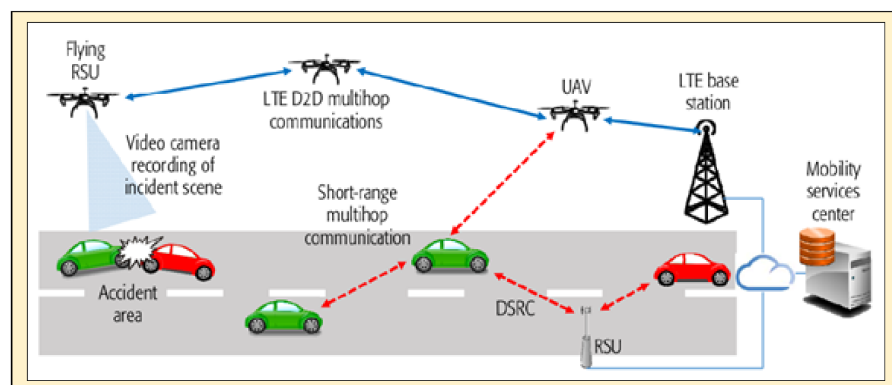 Flying
RSU
LTE D2D multihop
communications
UAV
LTE base
station
Video camera
recording of
incident scene
Mobility
services
center
Short-range
multihop
communication
Accident
area
DSRC
RSU